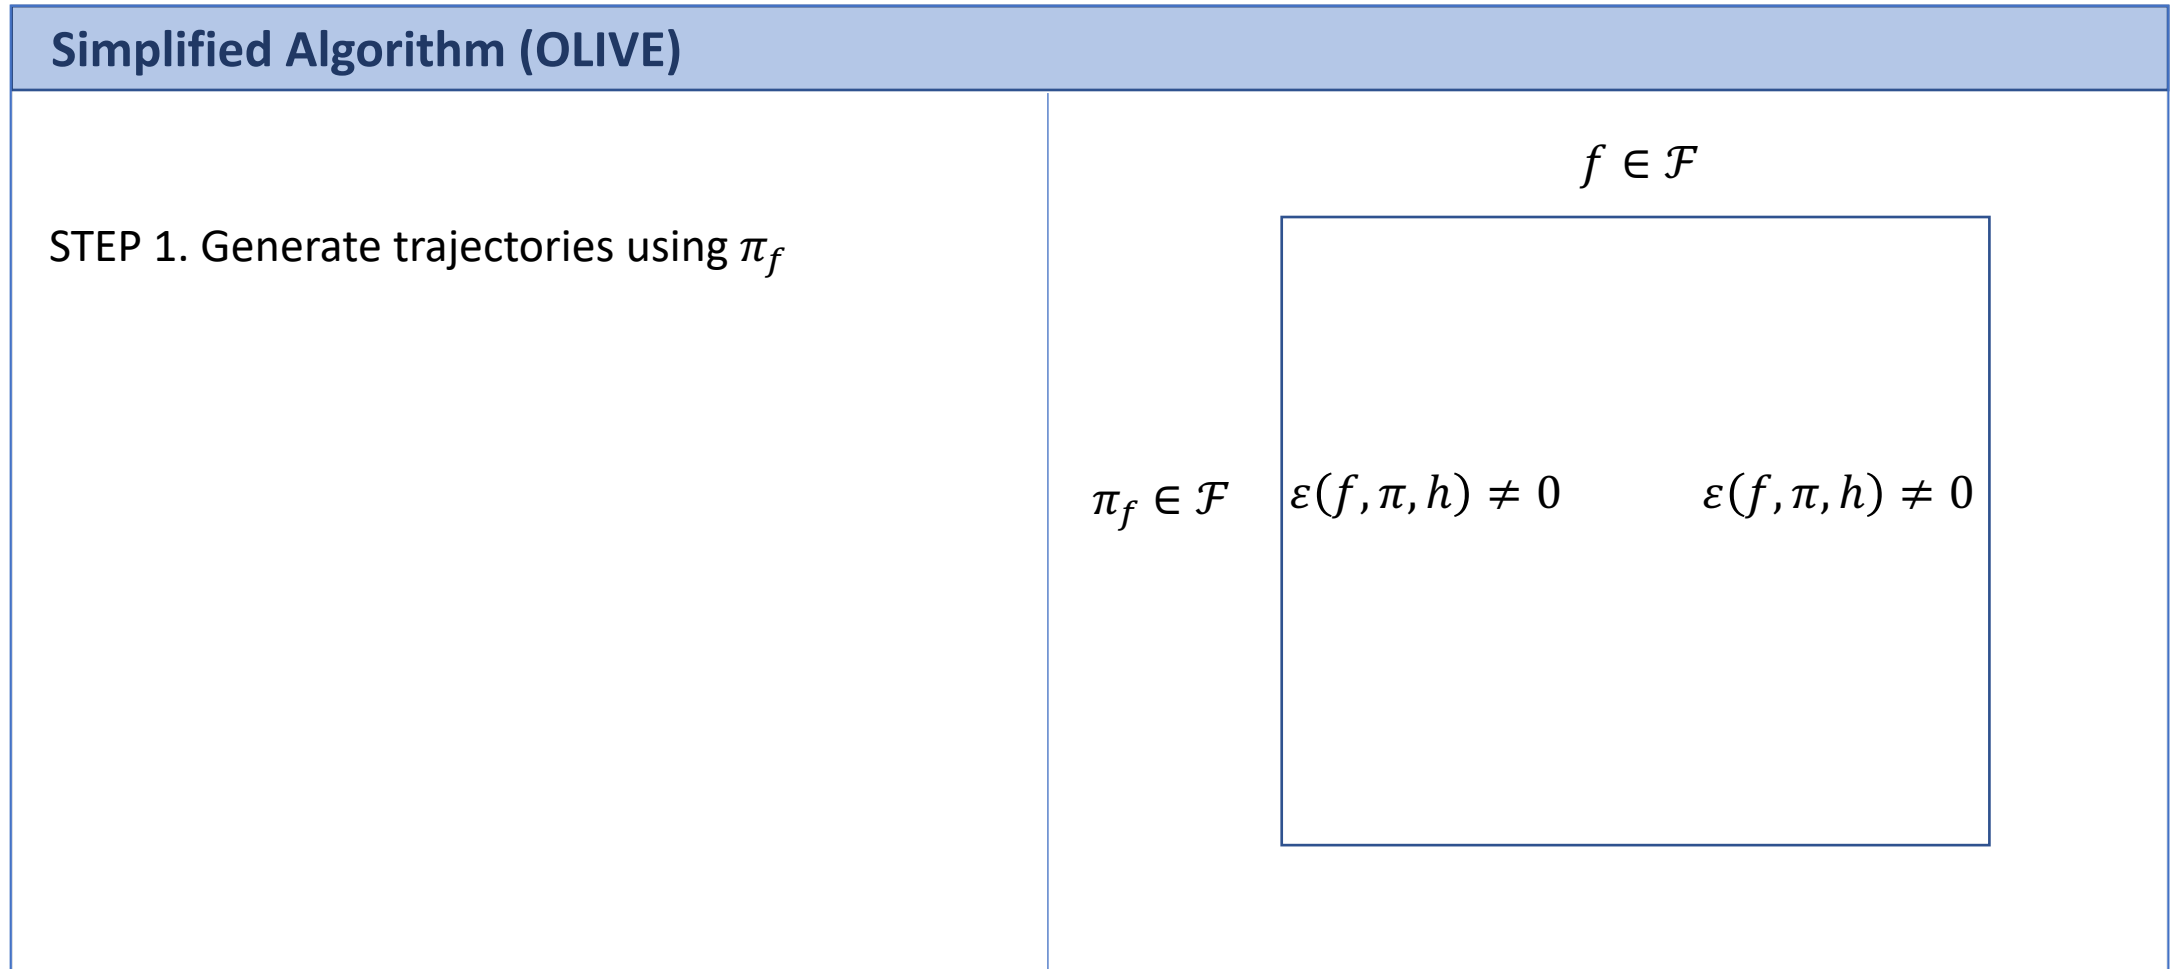 Simplified Algorithm (OLIVE)
STEP 1. Generate trajectories using π_f
f ∈ ℱ
π_f ∈ ℱ
ε(f, π, h) ≠ 0 ε(f, π, h) ≠ 0